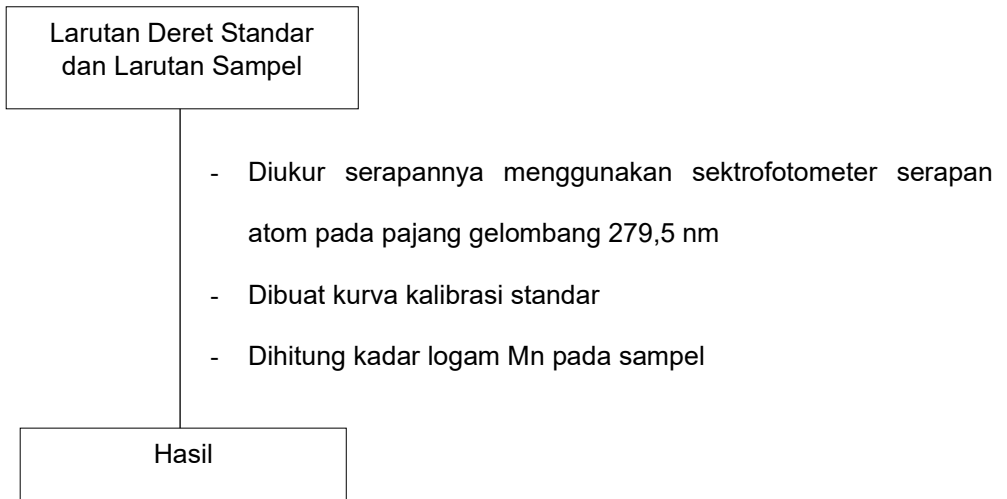 Larutan Deret Standar
dan Larutan Sampel
- Diukur serapannya menggunakan sektrofotometer serapan
atom pada pajang gelombang 279,5 nm
- Dibuat kurva kalibrasi standar
- Dihitung kadar logam Mn pada sampel
Hasil